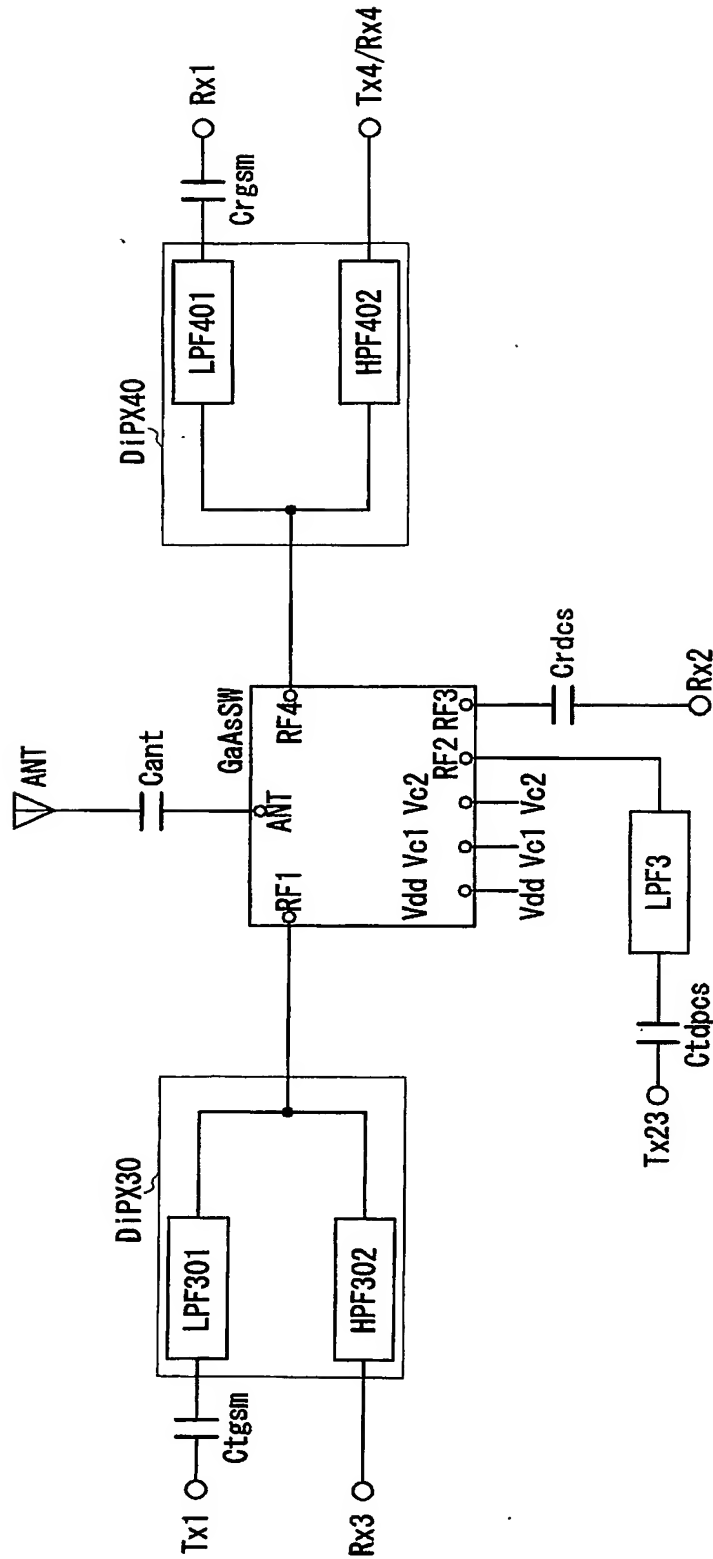 ANT
Cant
GaAsSW
DiPX30
DiPX40
Tx1
Ctgsm
LPF301
RF1
ANT
RF4
LPF401
Crgsm
Rx1
Rx3
HPF302
Vdd Vc1 Vc2
RF2
RF3
HPF402
Tx4/Rx4
Vdd Vc1 Vc2
Tx23
Ctdpcs
LPF3
Crdcs
Rx2